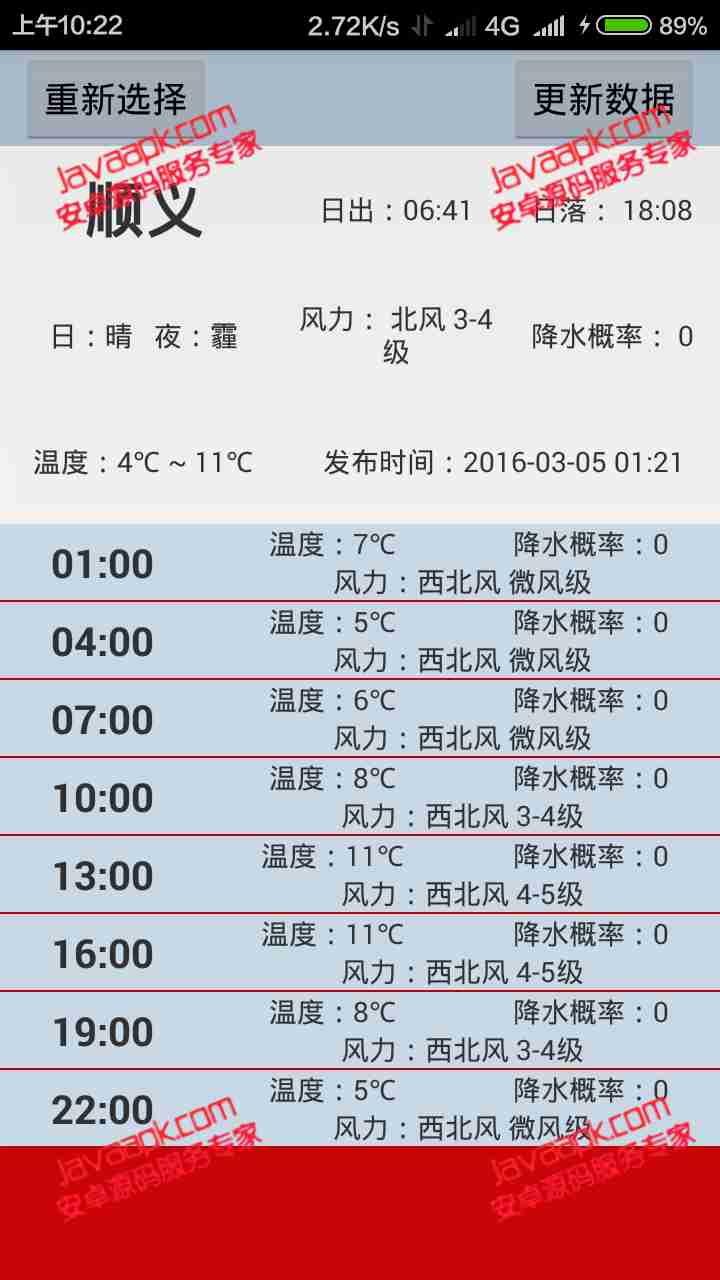 上午10:22 2.72K/s 4G 89%
重新选择 更新数据
Javaapk.com Javaapk.com
安卓源码服务专家 安卓源码服务专家
顺义 日出：06:41 日落： 18:08
日：晴 夜：霾 风力： 北风 3-4
级 降水概率： 0
温度：4℃ ~ 11℃ 发布时间：2016-03-05 01:21
01:00 温度：7℃ 降水概率：0
风力：西北风 微风级
04:00 温度：5℃ 降水概率：0
风力：西北风 微风级
07:00 温度：6℃ 降水概率：0
风力：西北风 微风级
10:00 温度：8℃ 降水概率：0
风力：西北风 3-4级
13:00 温度：11℃ 降水概率：0
风力：西北风 4-5级
16:00 温度：11℃ 降水概率：0
风力：西北风 4-5级
19:00 温度：8℃ 降水概率：0
风力：西北风 3-4级
22:00 温度：5℃ 降水概率：0
风力：西北风 微风级
Javaapk.com Javaapk.com
安卓源码服务专家 安卓源码服务专家